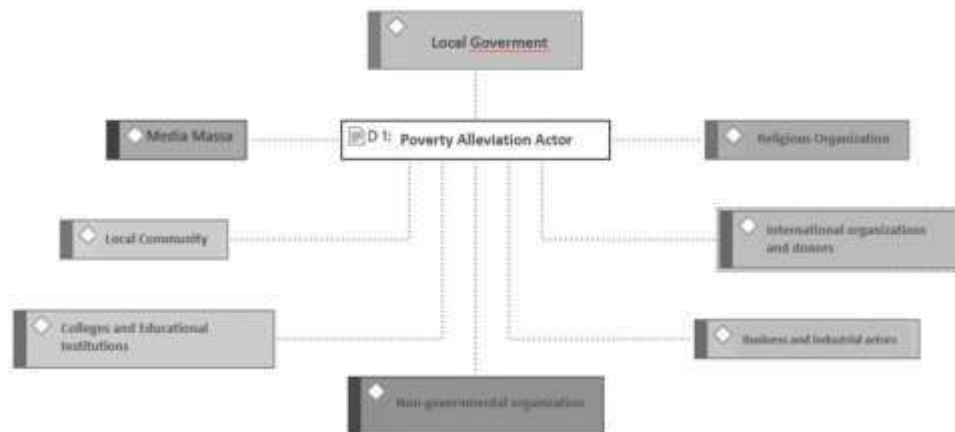 Local Goverment
Media Massa
D 1: Poverty Alleviation Actor
Religious Organization
Local Community
International organizations
and donors
Colleges and Educational
Institutions
Business and Industrial actors
Non-governmental organization